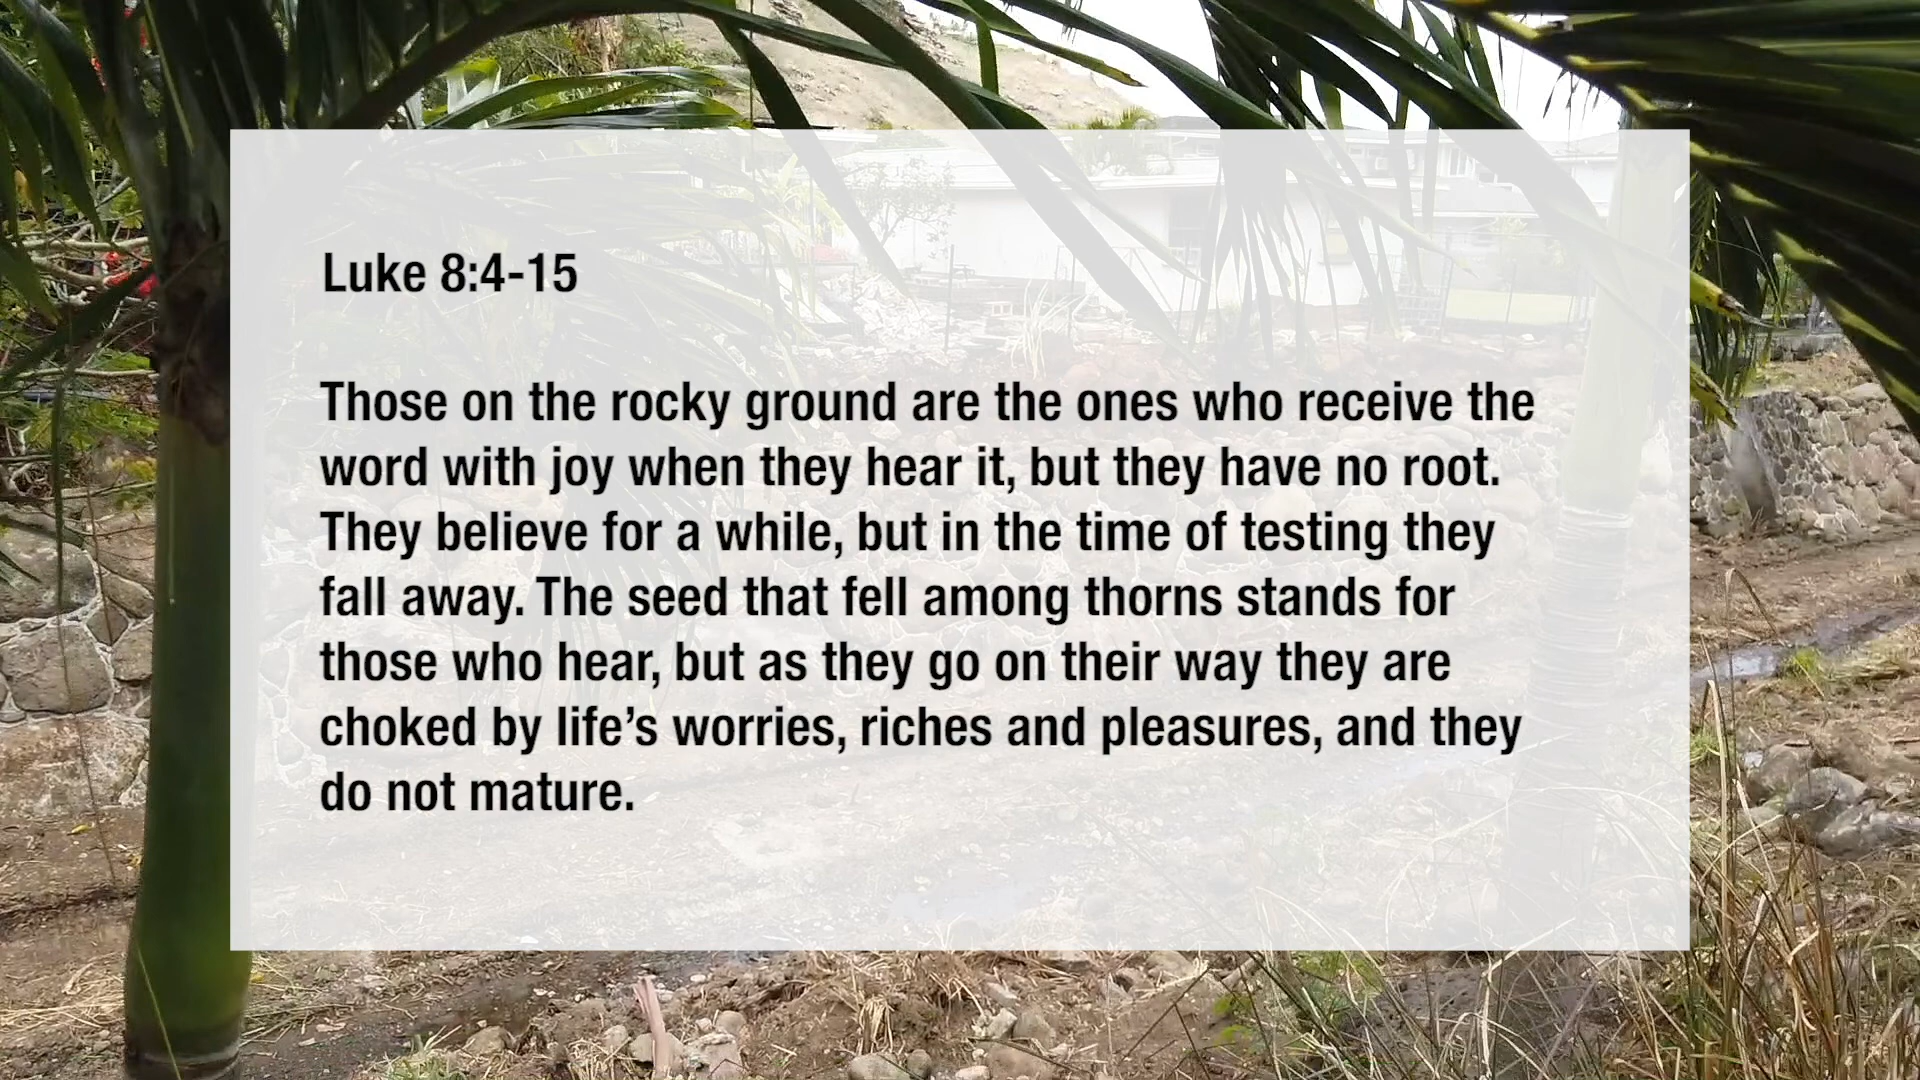 Luke 8:4-15
Those on the rocky ground are the ones who receive the
word with joy when they hear it, but they have no root.
They believe for a while, but in the time of testing they
fall away. The seed that fell among thorns stands for
those who hear, but as they go on their way they are
choked by life’s worries, riches and pleasures, and they
do not mature.